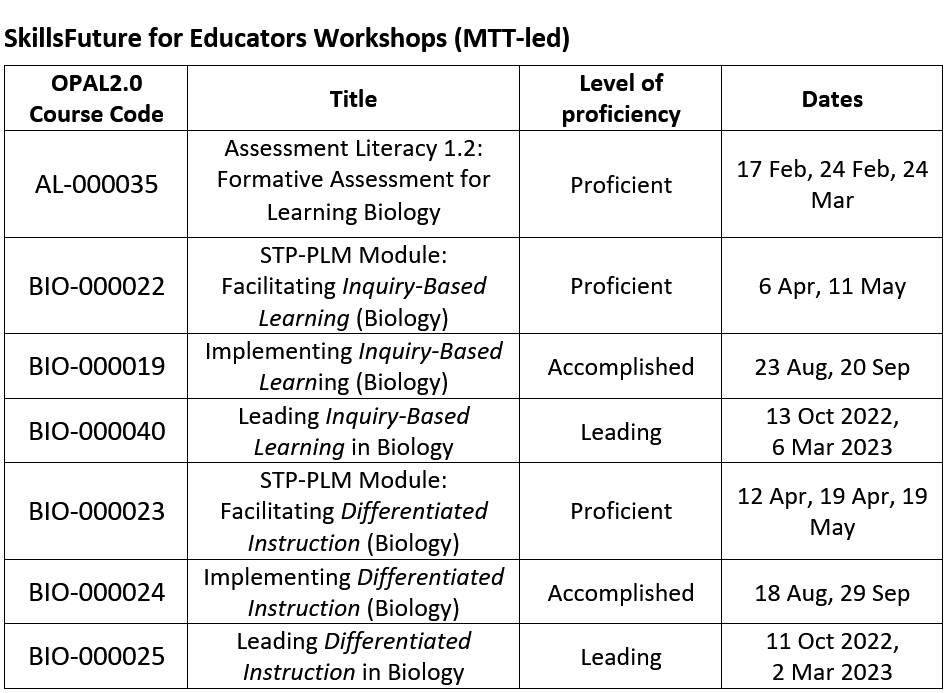 SkillsFuture for Educators Workshops (MTT-led)
OPAL2.0
Course Code
Title
Level of
proficiency
Dates
AL-000035
Assessment Literacy 1.2:
Formative Assessment for
Learning Biology
Proficient
17 Feb, 24 Feb, 24
Mar
BIO-000022
STP-PLM Module:
Facilitating Inquiry-Based
Learning (Biology)
Proficient
6 Apr, 11 May
BIO-000019
Implementing Inquiry-Based
Learning (Biology)
Accomplished
23 Aug, 20 Sep
BIO-000040
Leading Inquiry-Based
Learning in Biology
Leading
13 Oct 2022,
6 Mar 2023
BIO-000023
STP-PLM Module:
Facilitating Differentiated
Instruction (Biology)
Proficient
12 Apr, 19 Apr, 19
May
BIO-000024
Implementing Differentiated
Instruction (Biology)
Accomplished
18 Aug, 29 Sep
BIO-000025
Leading Differentiated
Instruction in Biology
Leading
11 Oct 2022,
2 Mar 2023